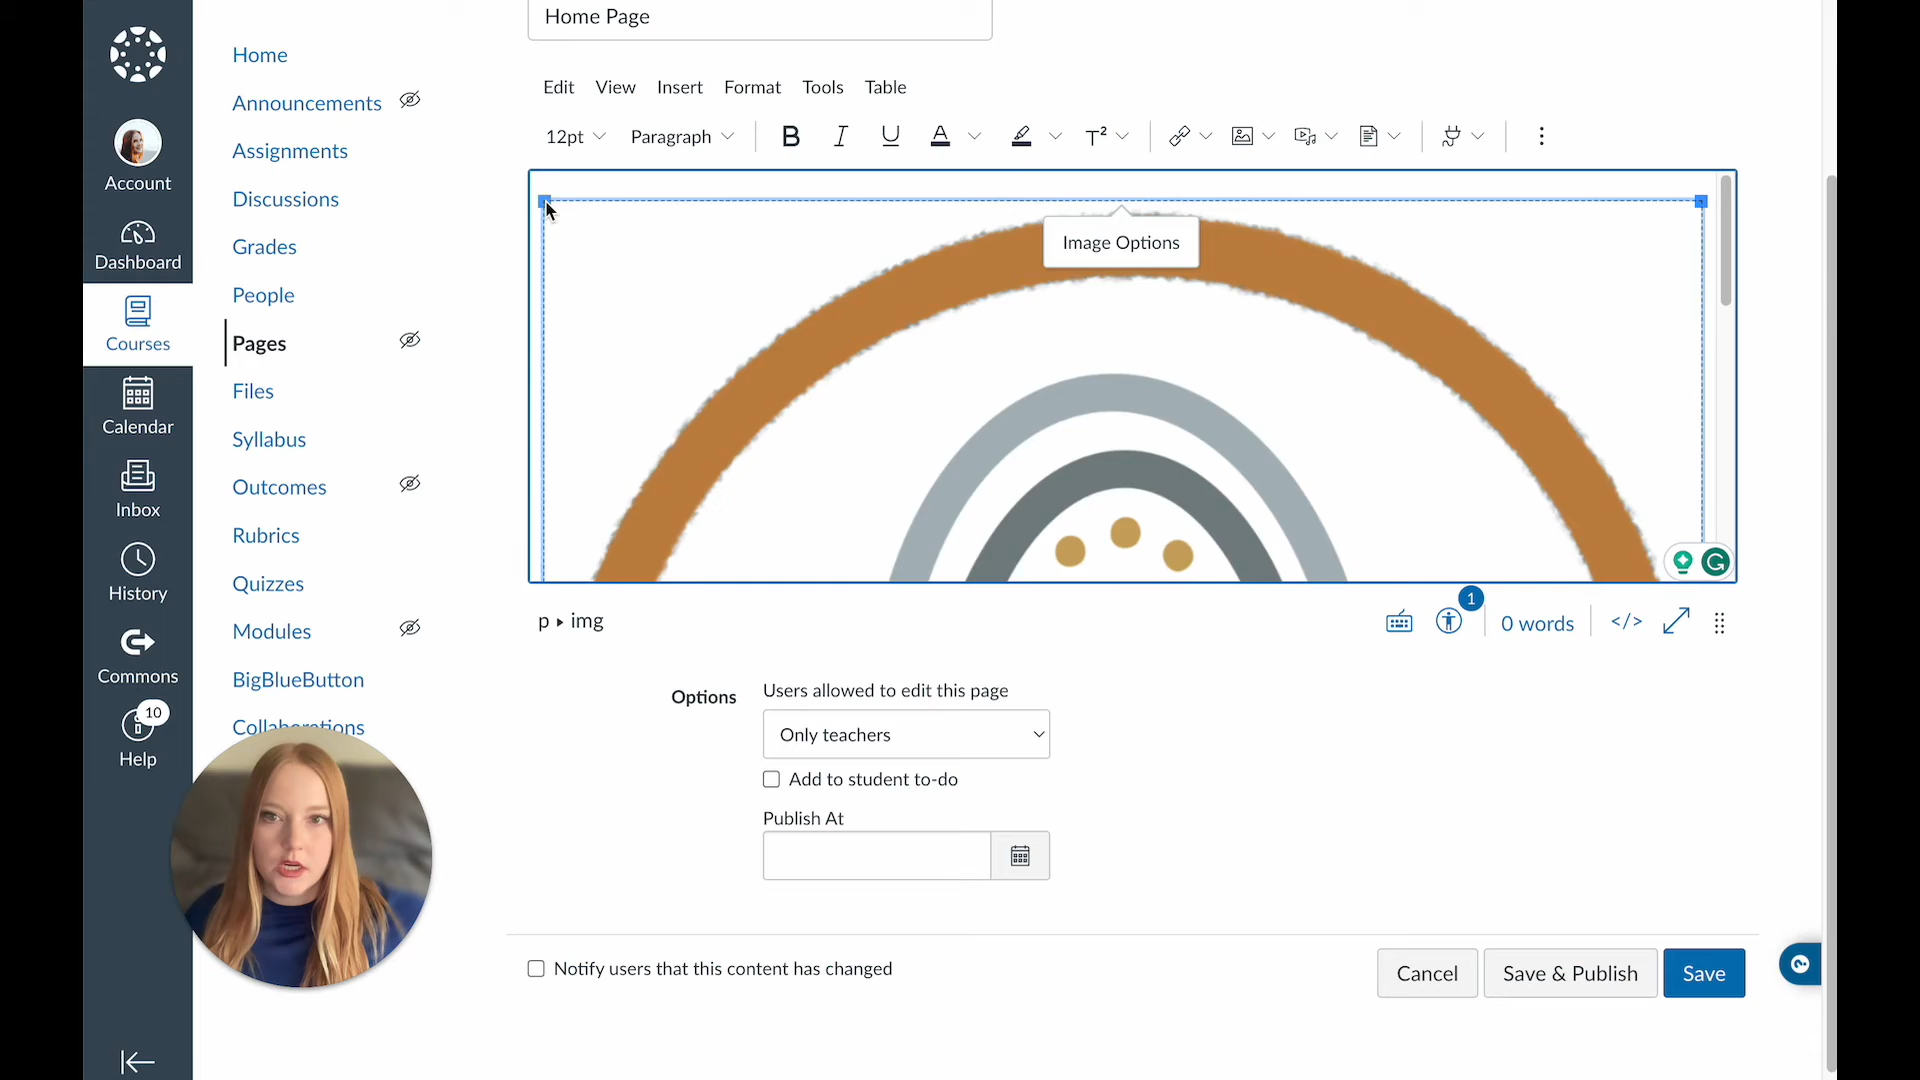 Home Page
Home
Announcements
Assignments
Discussions
Grades
People
Pages
Files
Syllabus
Outcomes
Rubrics
Quizzes
Modules
BigBlueButton
Collaborations
Account
Dashboard
Courses
Calendar
Inbox
History
Commons
10
Help
Edit View Insert Format Tools Table
12pt Paragraph B I U A T²
Image Options
p ▸ img
1
0 words </>
Options
Users allowed to edit this page
Only teachers
Add to student to-do
Publish At
Notify users that this content has changed
Cancel Save & Publish Save